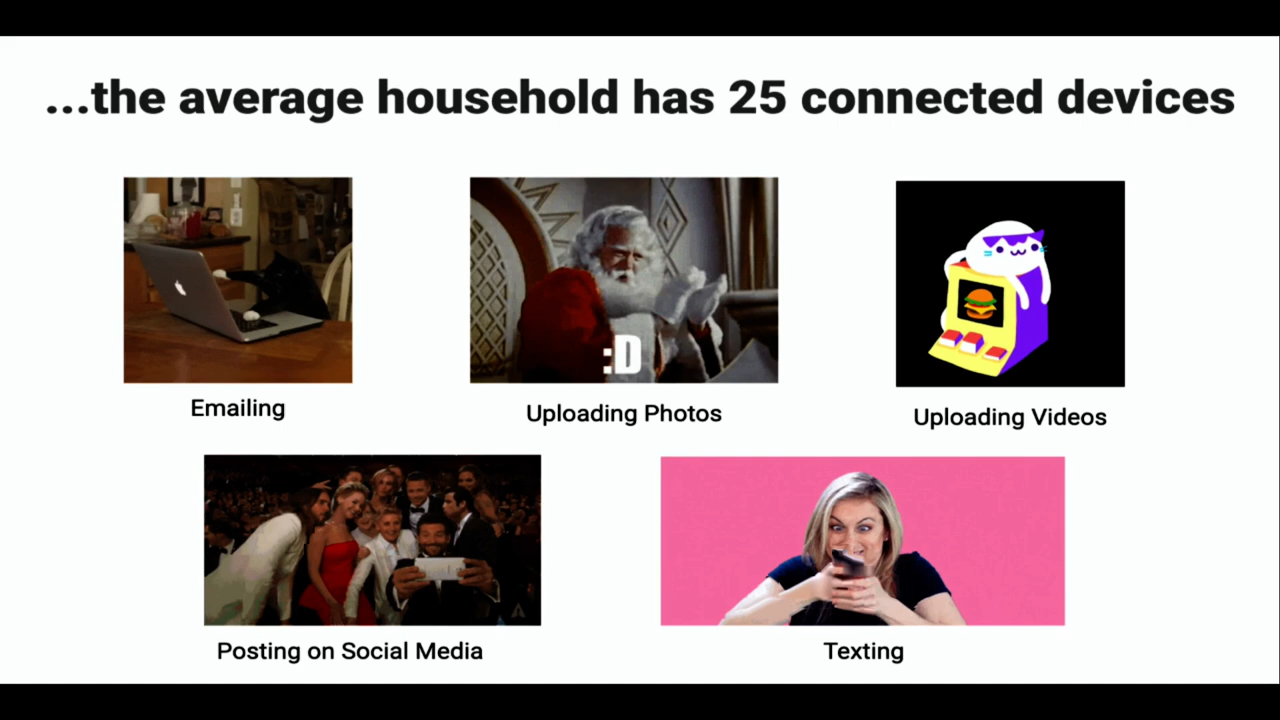 ...the average household has 25 connected devices
:D
Emailing
Uploading Photos
Uploading Videos
Posting on Social Media
Texting